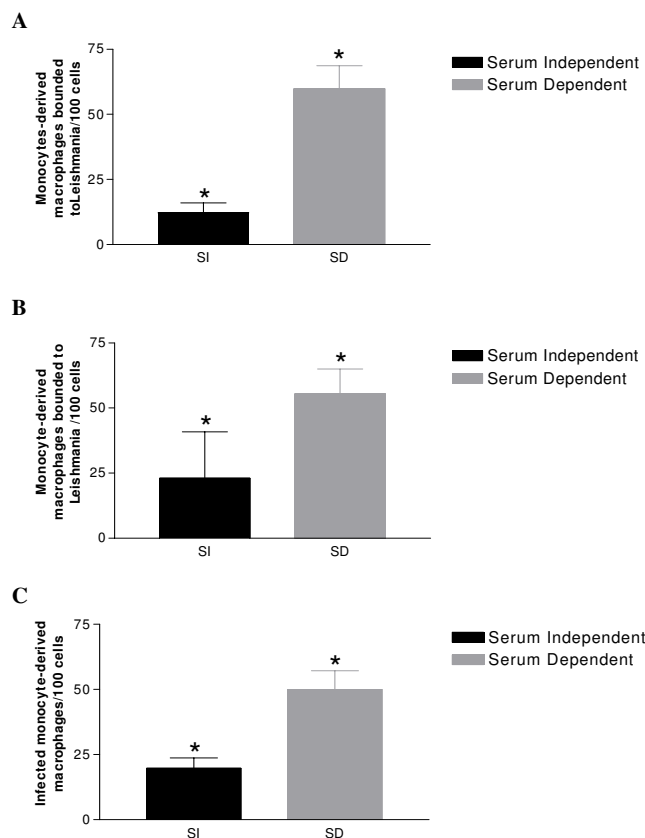 A
Monocytes-derived
macrophages bounded
toLeishmania/100 cells
75
50
25
0
*
*
SI
SD
Serum Independent
Serum Dependent
B
Monocyte-derived
macrophages bounded to
Leishmania /100 cells
75
50
25
0
*
*
SI
SD
Serum Independent
Serum Dependent
C
Infected monocyte-derived
macrophages/100 cells
75
50
25
0
*
*
SI
SD
Serum Independent
Serum Dependent